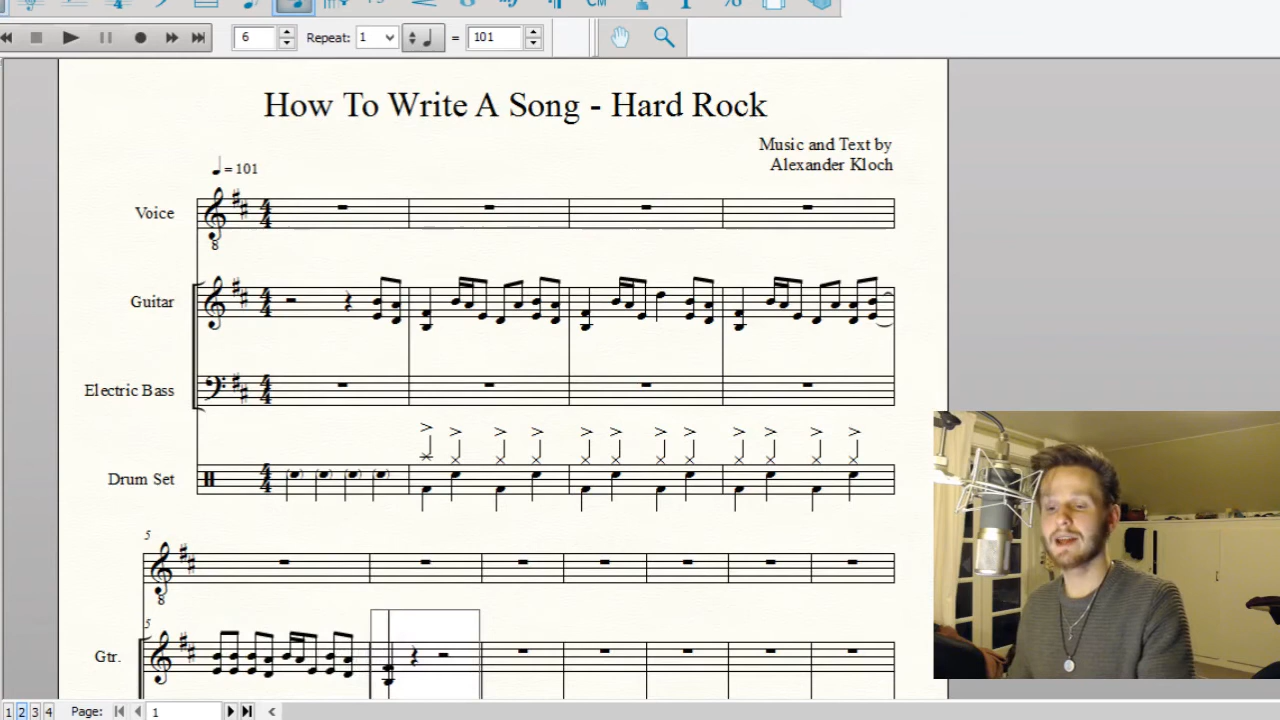 6 Repeat: 1 = 101
How To Write A Song - Hard Rock
Music and Text by
Alexander Kloch
= 101
Voice
8
Guitar
Electric Bass
Drum Set
5
8
5
Gtr.
1 2 3 4 Page: 1